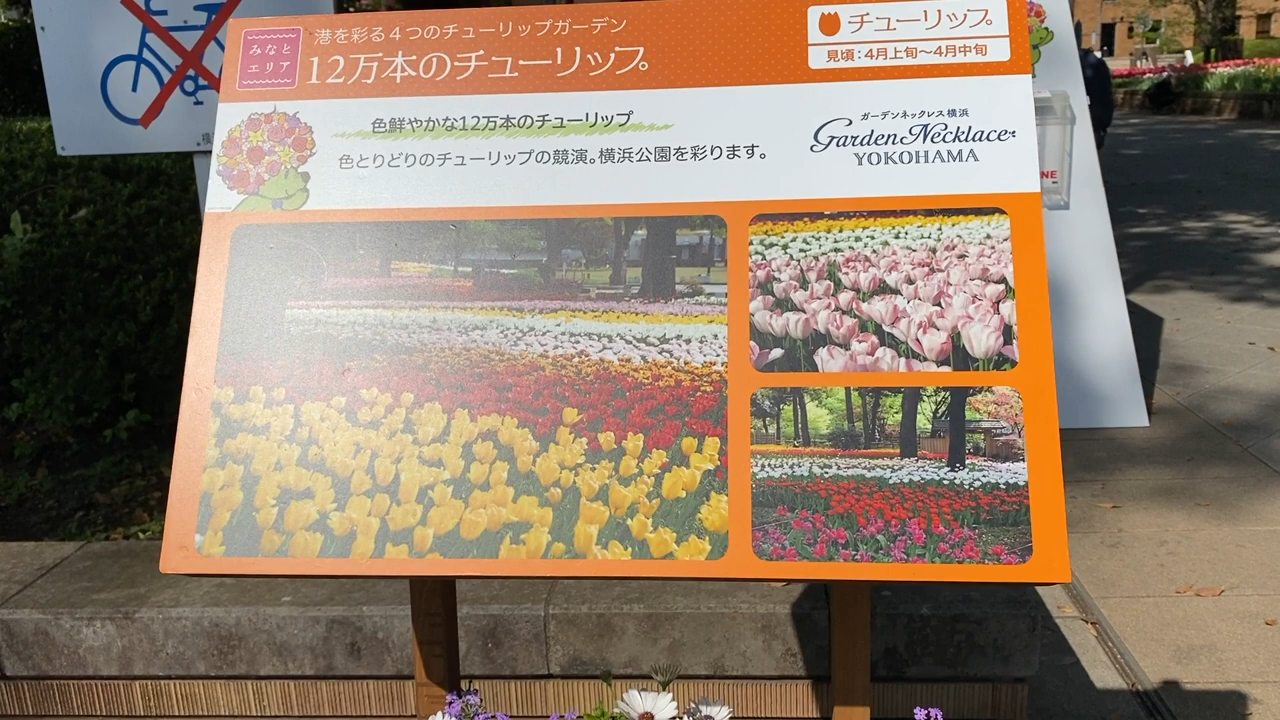 みなと
エリア
港を彩る4つのチューリップガーデン
12万本のチューリップ
チューリップ
見頃:4月上旬〜4月中旬
色鮮やかな12万本のチューリップ
色とりどりのチューリップの競演。横浜公園を彩ります。
ガーデンネックレス横浜
Garden Necklace
YOKOHAMA
横浜
NE